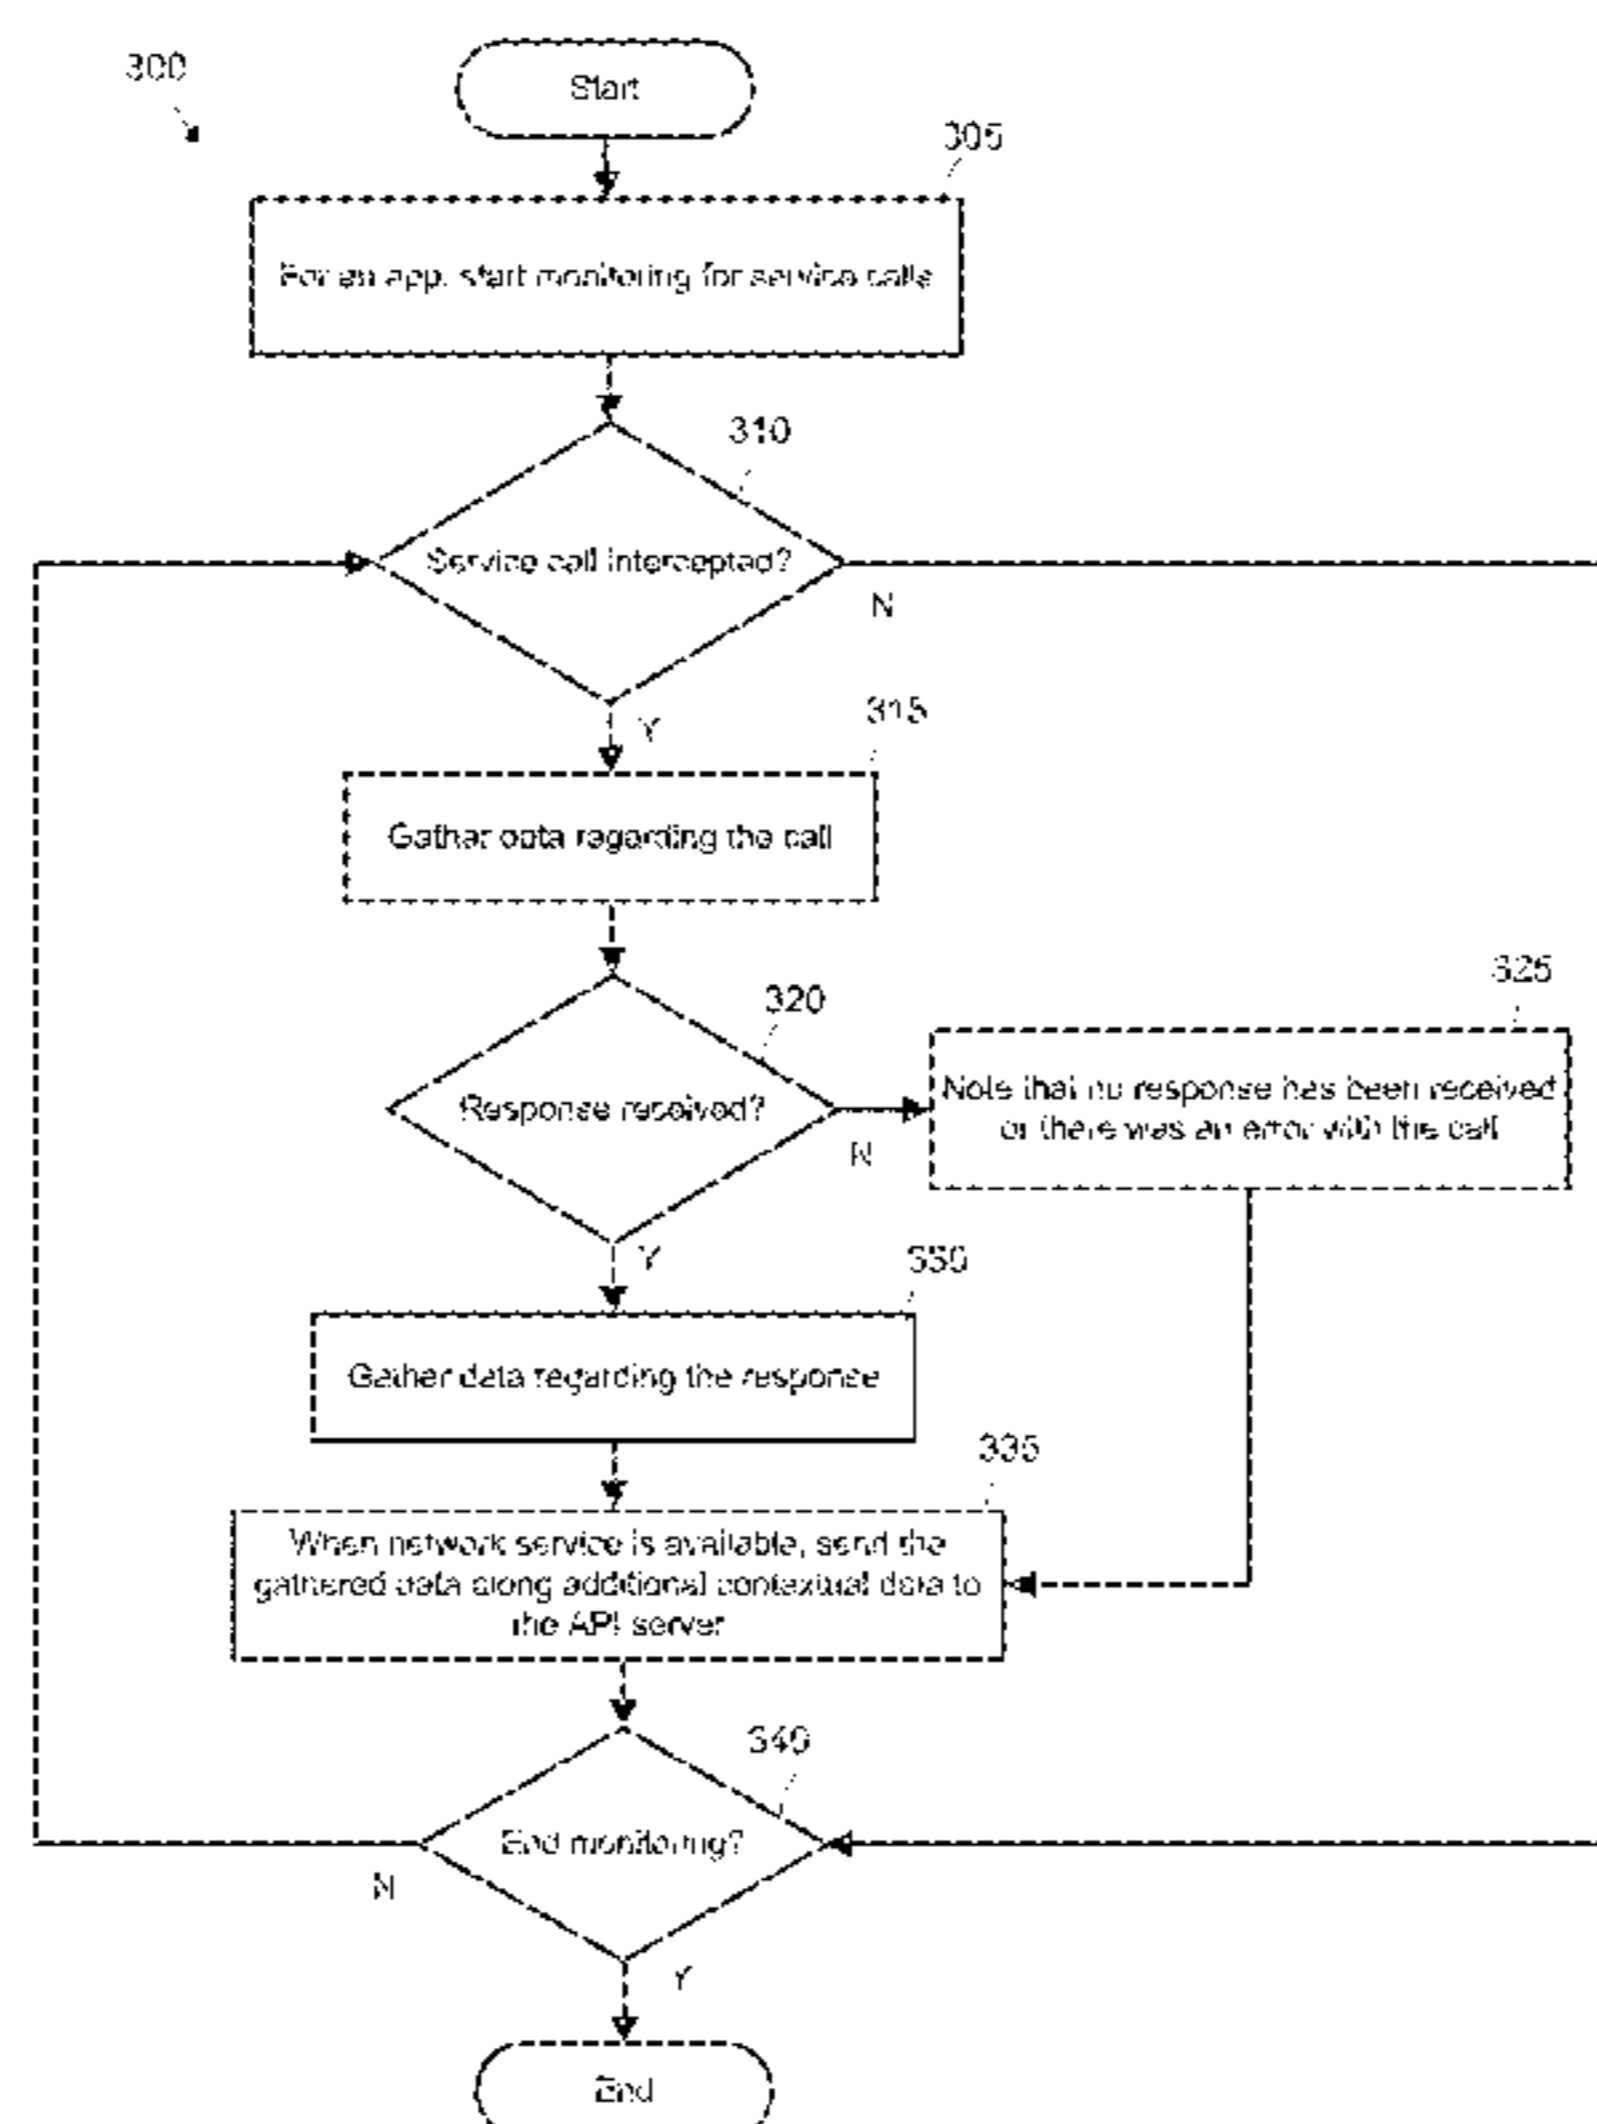 300
Start
305
For an app, start monitoring for service calls
310
Service call intercepted?
N
Y
315
Gather data regarding the call
320
Response received?
N
325
Note that no response has been received
or there was an error with the call
Y
330
Gather data regarding the response
335
When network service is available, send the
gathered data along additional contextual data to
the API server
340
End monitoring?
N
Y
End